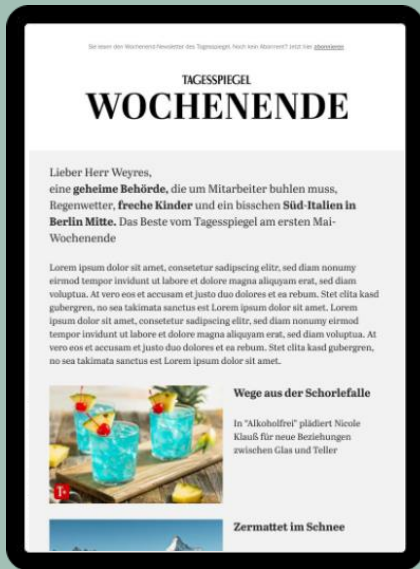 Sie lesen den Wochenend-Newsletter des Tagesspiegel. Noch kein Abonnent? Jetzt hier abonnieren
TAGESSPIEGEL
WOCHENENDE
Lieber Herr Weyres,
eine geheime Behörde, die um Mitarbeiter buhlen muss,
Regenwetter, freche Kinder und ein bisschen Süd-Italien in
Berlin Mitte. Das Beste vom Tagesspiegel am ersten Mai-
Wochenende
Lorem ipsum dolor sit amet, consetetur sadipscing elitr, sed diam nonumy
eirmod tempor invidunt ut labore et dolore magna aliquyam erat, sed diam
voluptua. At vero eos et accusam et justo duo dolores et ea rebum. Stet clita kasd
gubergren, no sea takimata sanctus est Lorem ipsum dolor sit amet. Lorem
ipsum dolor sit amet, consetetur sadipscing elitr, sed diam nonumy eirmod
tempor invidunt ut labore et dolore magna aliquyam erat, sed diam voluptua. At
vero eos et accusam et justo duo dolores et ea rebum. Stet clita kasd gubergren,
no sea takimata sanctus est Lorem ipsum dolor sit amet.
Wege aus der Schorlefalle
In "Alkoholfrei" plädiert Nicole
Klauß für neue Beziehungen
zwischen Glas und Teller
T+
Zermattet im Schnee